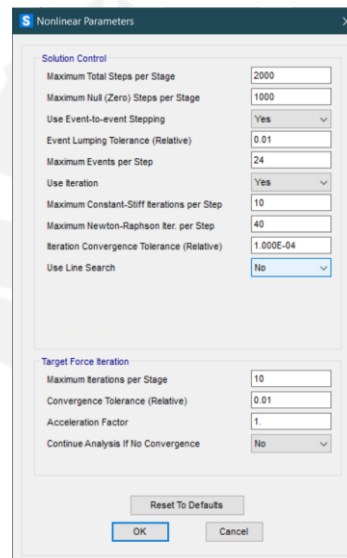 S Nonlinear Parameters
Solution Control
Maximum Total Steps per Stage 2000
Maximum Null (Zero) Steps per Stage 1000
Use Event-to-event Stepping Yes
Event Lumping Tolerance (Relative) 0.01
Maximum Events per Step 24
Use Iteration Yes
Maximum Constant-Stiff Iterations per Step 10
Maximum Newton-Raphson Iter. per Step 40
Iteration Convergence Tolerance (Relative) 1.000E-04
Use Line Search No
Target Force Iteration
Maximum Iterations per Stage 10
Convergence Tolerance (Relative) 0.01
Acceleration Factor 1.
Continue Analysis If No Convergence No
Reset To Defaults
OK Cancel